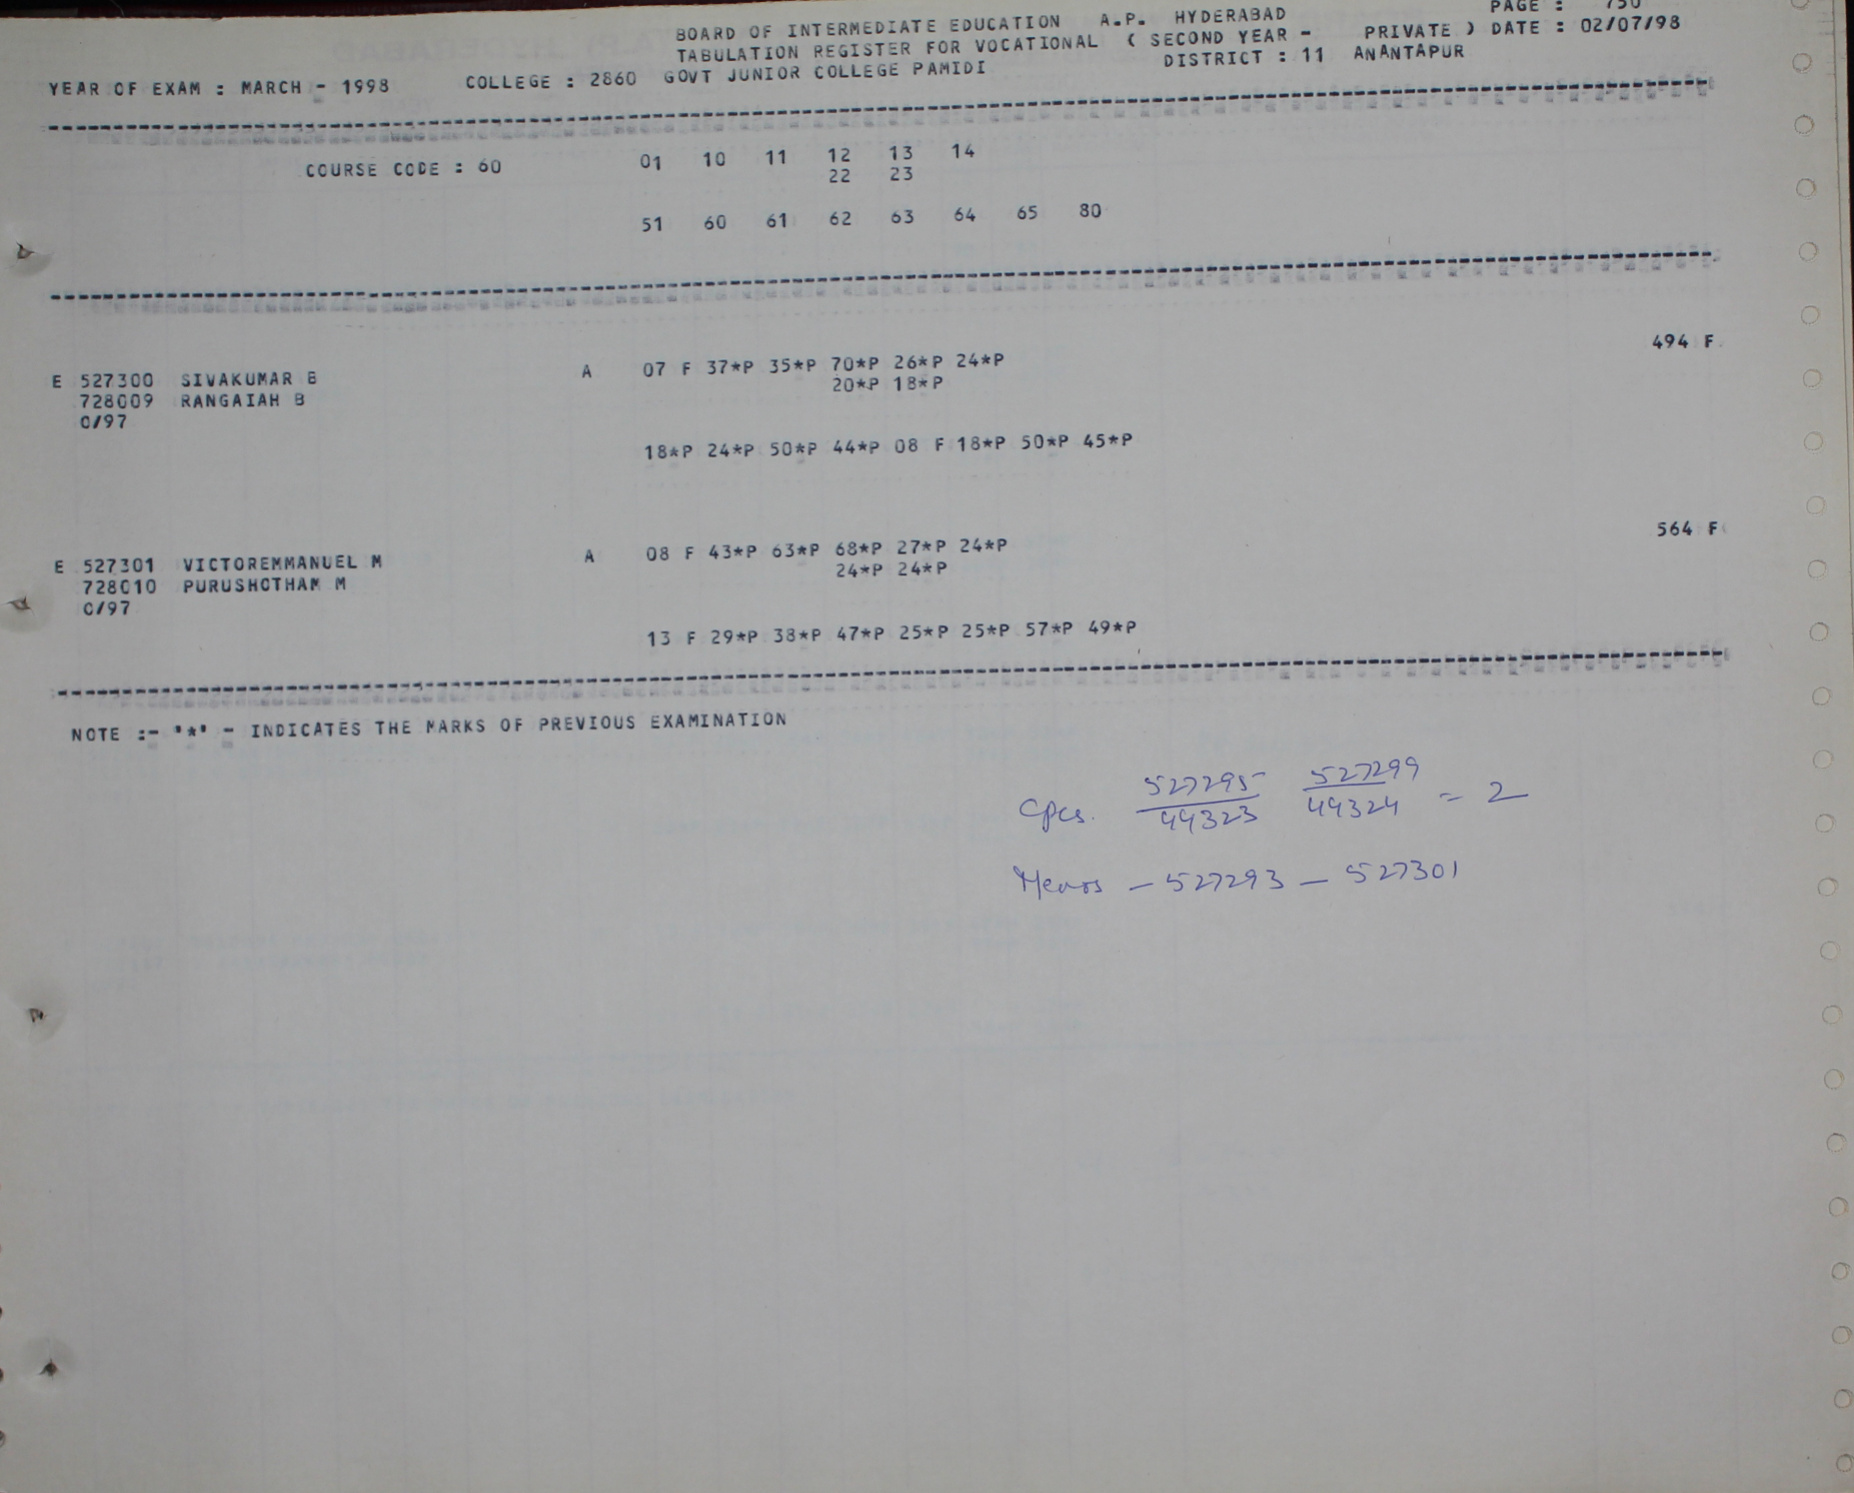 PAGE : 750
BOARD OF INTERMEDIATE EDUCATION A.P. HYDERABAD
TABULATION REGISTER FOR VOCATIONAL ( SECOND YEAR - PRIVATE ) DATE : 02/07/98
YEAR OF EXAM : MARCH - 1998 COLLEGE : 2860 GOVT JUNIOR COLLEGE PAMIDI DISTRICT : 11 ANANTAPUR
COURSE CODE : 60 01 10 11 12 13 14
22 23
51 60 61 62 63 64 65 80
E 527300 SIVAKUMAR B A 07 F 37*P 35*P 70*P 26*P 24*P 494 F
728009 RANGAIAH B 20*P 18*P
0/97
18*P 24*P 50*P 44*P 08 F 18*P 50*P 45*P
E 527301 VICTOREMMANUEL M A 08 F 43*P 63*P 68*P 27*P 24*P 564 F
728010 PURUSHOTHAM M 24*P 24*P
0/97
13 F 29*P 38*P 47*P 25*P 25*P 57*P 49*P
NOTE :- '*' - INDICATES THE MARKS OF PREVIOUS EXAMINATION
527295 527299
44323 44324 = 2
- 527293 - 527301